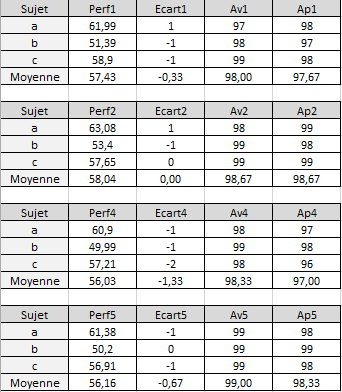 Sujet Perf1 Ecart1 Av1 Ap1
a 61,99 1 97 98
b 51,39 -1 98 97
c 58,9 -1 99 98
Moyenne 57,43 -0,33 98,00 97,67
Sujet Perf2 Ecart2 Av2 Ap2
a 63,08 1 98 99
b 53,4 -1 99 98
c 57,65 0 99 99
Moyenne 58,04 0,00 98,67 98,67
Sujet Perf4 Ecart4 Av4 Ap4
a 60,9 -1 98 97
b 49,99 -1 99 98
c 57,21 -2 98 96
Moyenne 56,03 -1,33 98,33 97,00
Sujet Perf5 Ecart5 Av5 Ap5
a 61,38 -1 99 98
b 50,2 0 99 99
c 56,91 -1 99 98
Moyenne 56,16 -0,67 99,00 98,33